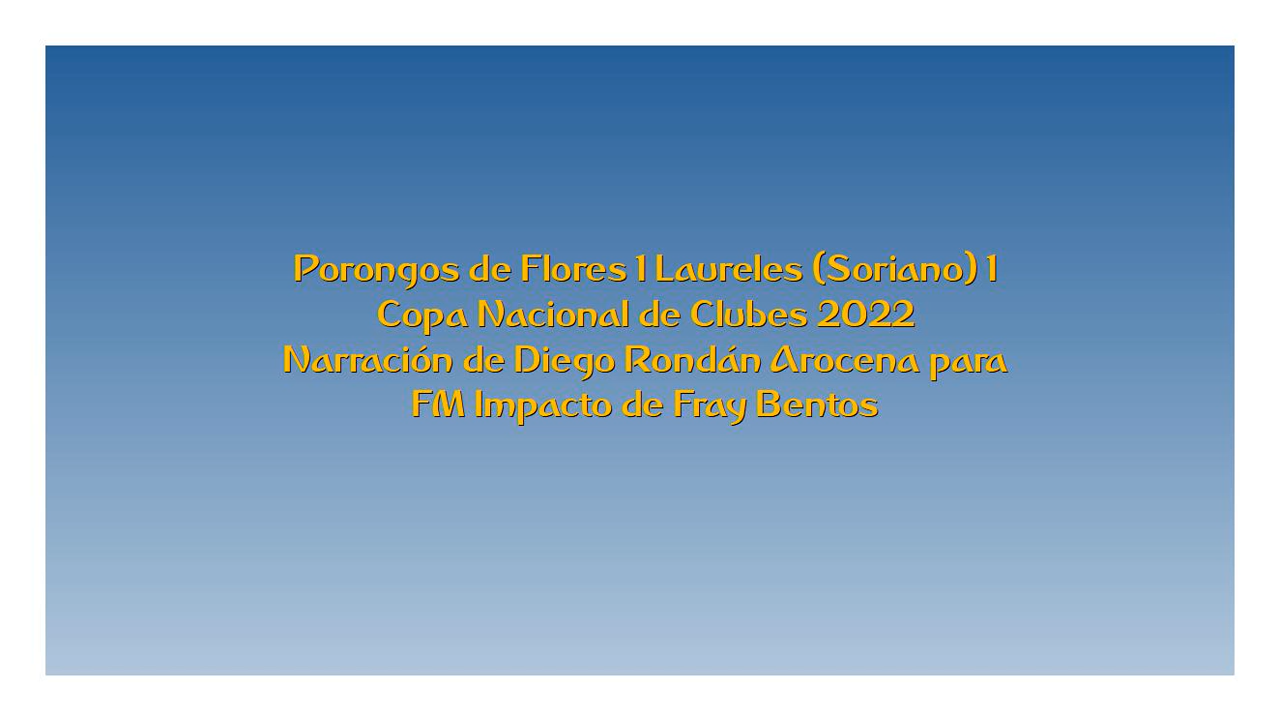 Porongos de Flores 1 Laureles (Soriano) 1
Copa Nacional de Clubes 2022
Narración de Diego Rondán Arocena para
FM Impacto de Fray Bentos